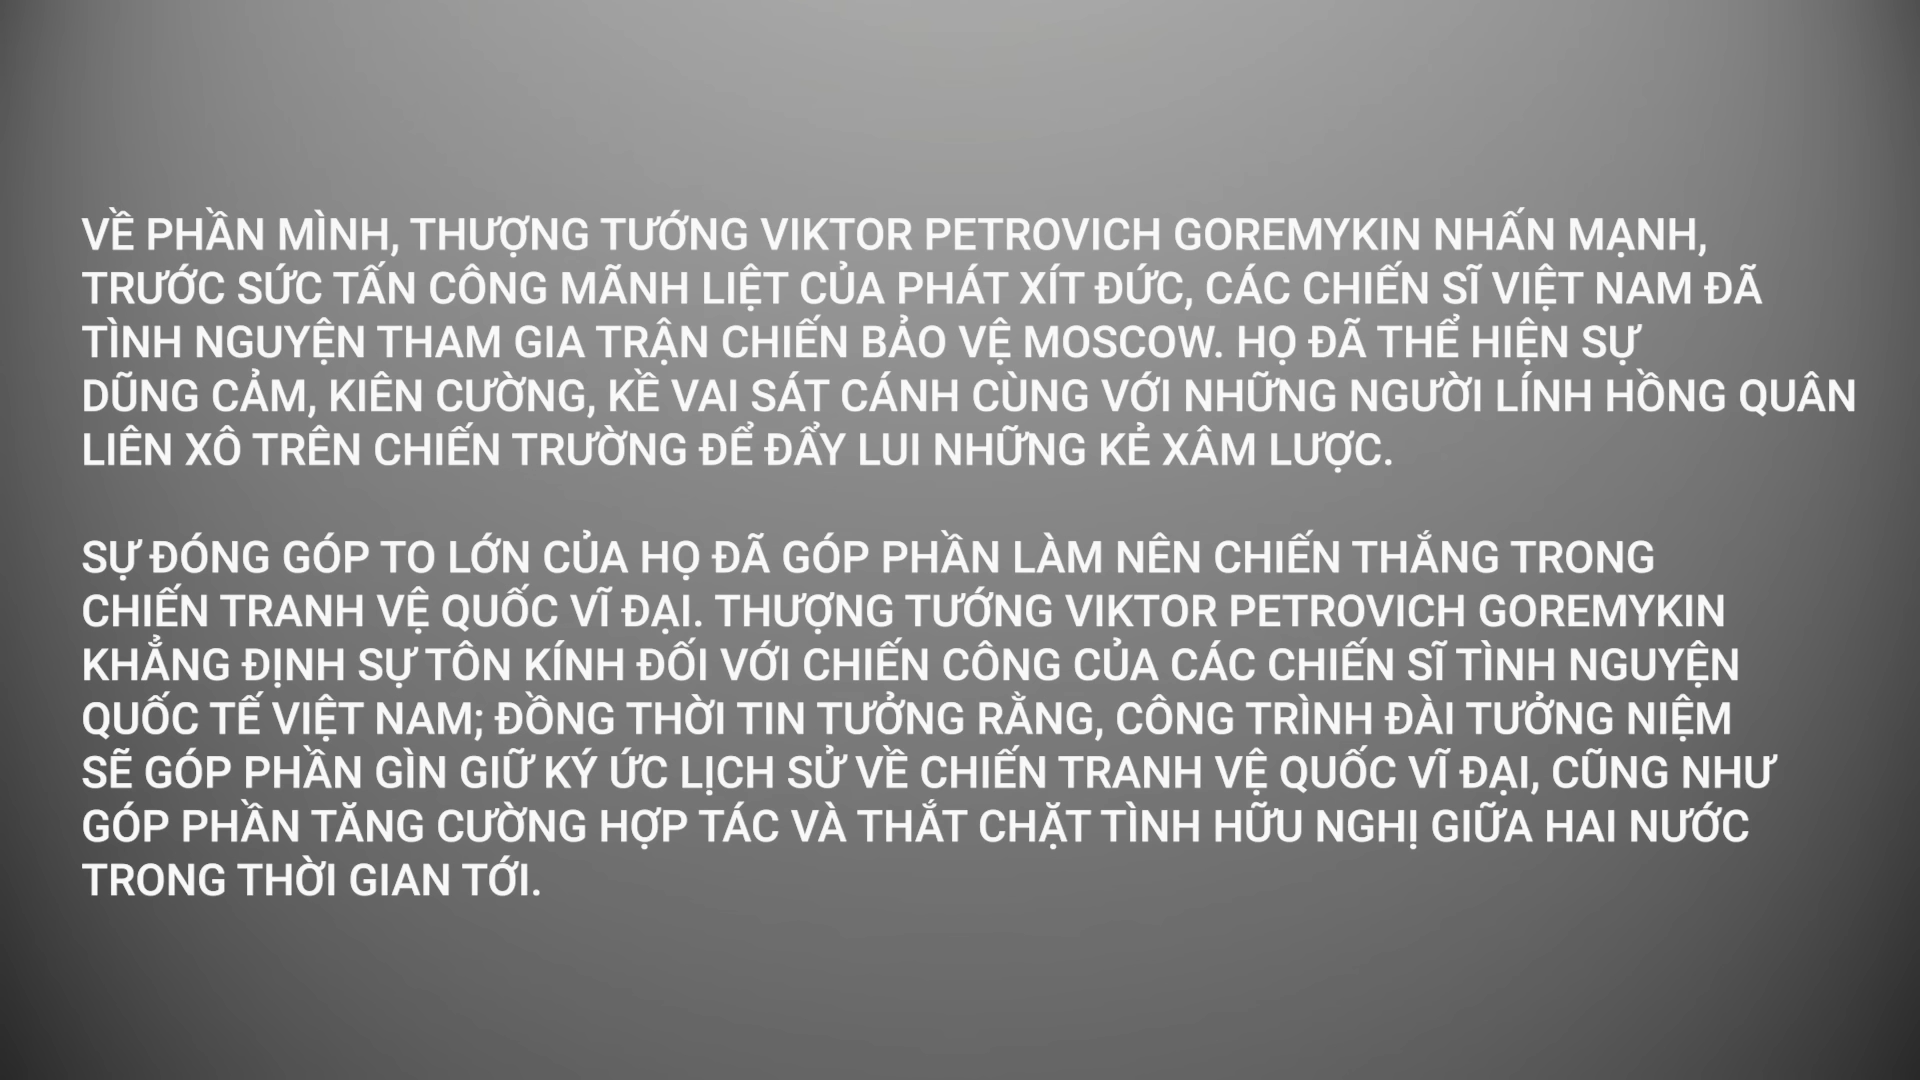 VỀ PHẦN MÌNH, THƯỢNG TƯỚNG VIKTOR PETROVICH GOREMYKIN NHẤN MẠNH,
TRƯỚC SỨC TẤN CÔNG MÃNH LIỆT CỦA PHÁT XÍT ĐỨC, CÁC CHIẾN SĨ VIỆT NAM ĐÃ
TÌNH NGUYỆN THAM GIA TRẬN CHIẾN BẢO VỆ MOSCOW. HỌ ĐÃ THỂ HIỆN SỰ
DŨNG CẢM, KIÊN CƯỜNG, KỀ VAI SÁT CÁNH CÙNG VỚI NHỮNG NGƯỜI LÍNH HỒNG QUÂN
LIÊN XÔ TRÊN CHIẾN TRƯỜNG ĐỂ ĐẨY LUI NHỮNG KẺ XÂM LƯỢC.
SỰ ĐÓNG GÓP TO LỚN CỦA HỌ ĐÃ GÓP PHẦN LÀM NÊN CHIẾN THẮNG TRONG
CHIẾN TRANH VỆ QUỐC VĨ ĐẠI. THƯỢNG TƯỚNG VIKTOR PETROVICH GOREMYKIN
KHẲNG ĐỊNH SỰ TÔN KÍNH ĐỐI VỚI CHIẾN CÔNG CỦA CÁC CHIẾN SĨ TÌNH NGUYỆN
QUỐC TẾ VIỆT NAM; ĐỒNG THỜI TIN TƯỞNG RẰNG, CÔNG TRÌNH ĐÀI TƯỞNG NIỆM
SẼ GÓP PHẦN GÌN GIỮ KÝ ỨC LỊCH SỬ VỀ CHIẾN TRANH VỆ QUỐC VĨ ĐẠI, CŨNG NHƯ
GÓP PHẦN TĂNG CƯỜNG HỢP TÁC VÀ THẮT CHẶT TÌNH HỮU NGHỊ GIỮA HAI NƯỚC
TRONG THỜI GIAN TỚI.